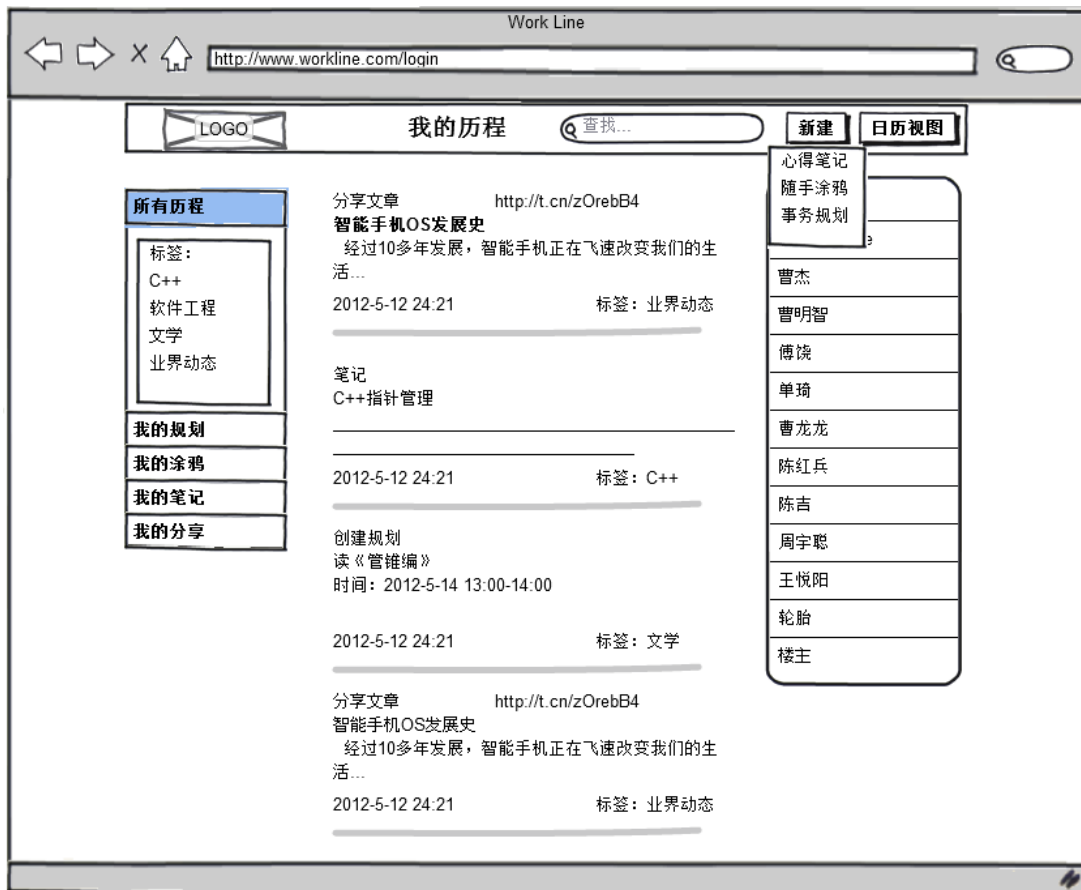 Work Line
http://www.workline.com/login
LOGO
我的历程
查找...
新建
日历视图
心得笔记
随手涂鸦
事务规划
所有历程
标签：
C++
软件工程
文学
业界动态
我的规划
我的涂鸦
我的笔记
我的分享
分享文章 http://t.cn/zOrebB4
智能手机OS发展史
经过10多年发展，智能手机正在飞速改变我们的生
活...
2012-5-12 24:21 标签：业界动态
笔记
C++指针管理
2012-5-12 24:21 标签：C++
创建规划
读《管锥编》
时间：2012-5-14 13:00-14:00
2012-5-12 24:21 标签：文学
分享文章 http://t.cn/zOrebB4
智能手机OS发展史
经过10多年发展，智能手机正在飞速改变我们的生
活...
2012-5-12 24:21 标签：业界动态
曹杰
曹明智
傅饶
单琦
曹龙龙
陈红兵
陈吉
周宇聪
王悦阳
轮胎
楼主